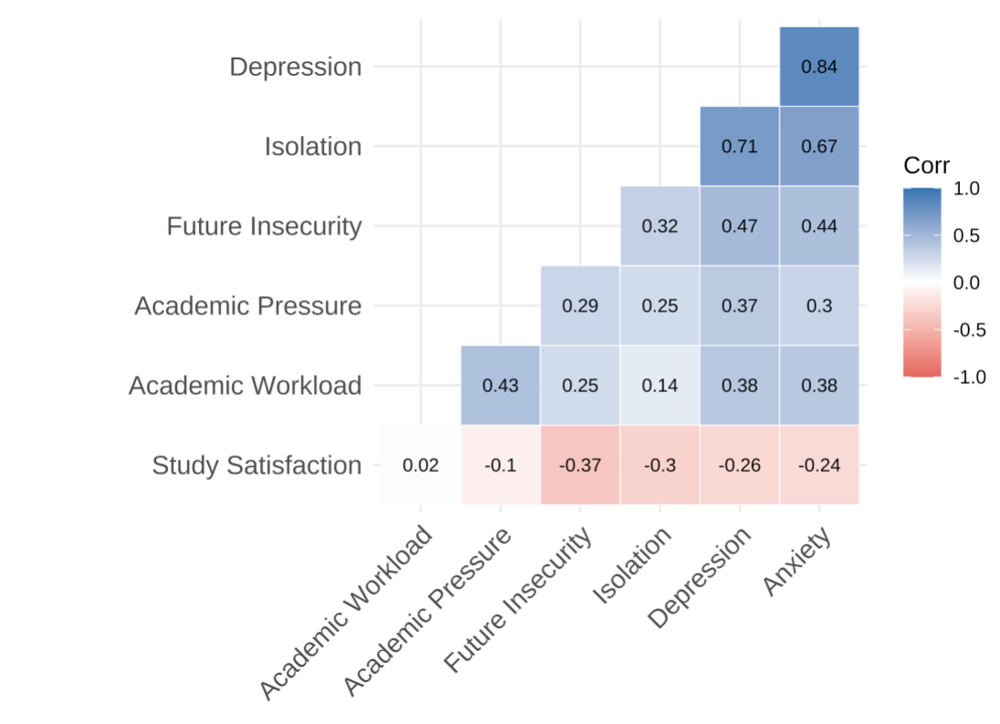 Depression 0.84
Isolation 0.71 0.67
Corr
1.0
0.5
0.0
-0.5
-1.0
Future Insecurity 0.32 0.47 0.44
Academic Pressure 0.29 0.25 0.37 0.3
Academic Workload 0.43 0.25 0.14 0.38 0.38
Study Satisfaction 0.02 -0.1 -0.37 -0.3 -0.26 -0.24
Academic Workload
Academic Pressure
Future Insecurity
Isolation
Depression
Anxiety